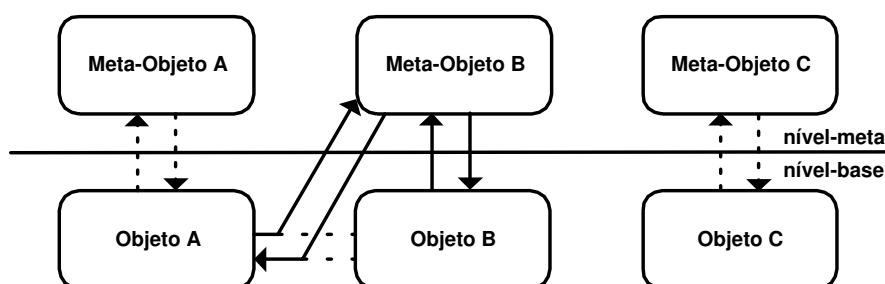 Meta-Objeto A
Meta-Objeto B
Meta-Objeto C
nível-meta
nível-base
Objeto A
Objeto B
Objeto C